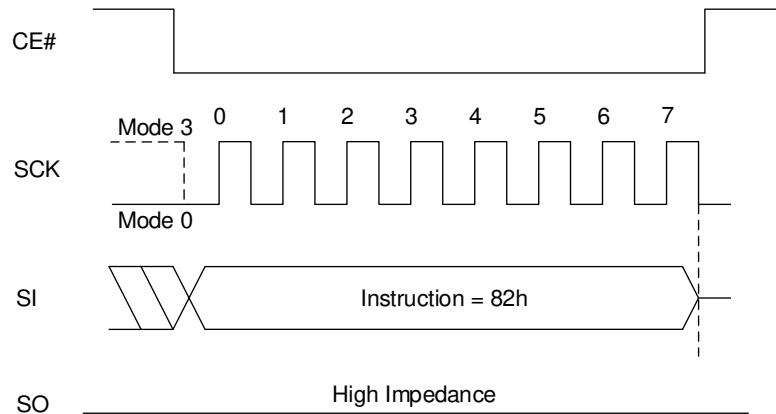 CE#
Mode 3
0 1 2 3 4 5 6 7
SCK
Mode 0
SI
Instruction = 82h
SO
High Impedance